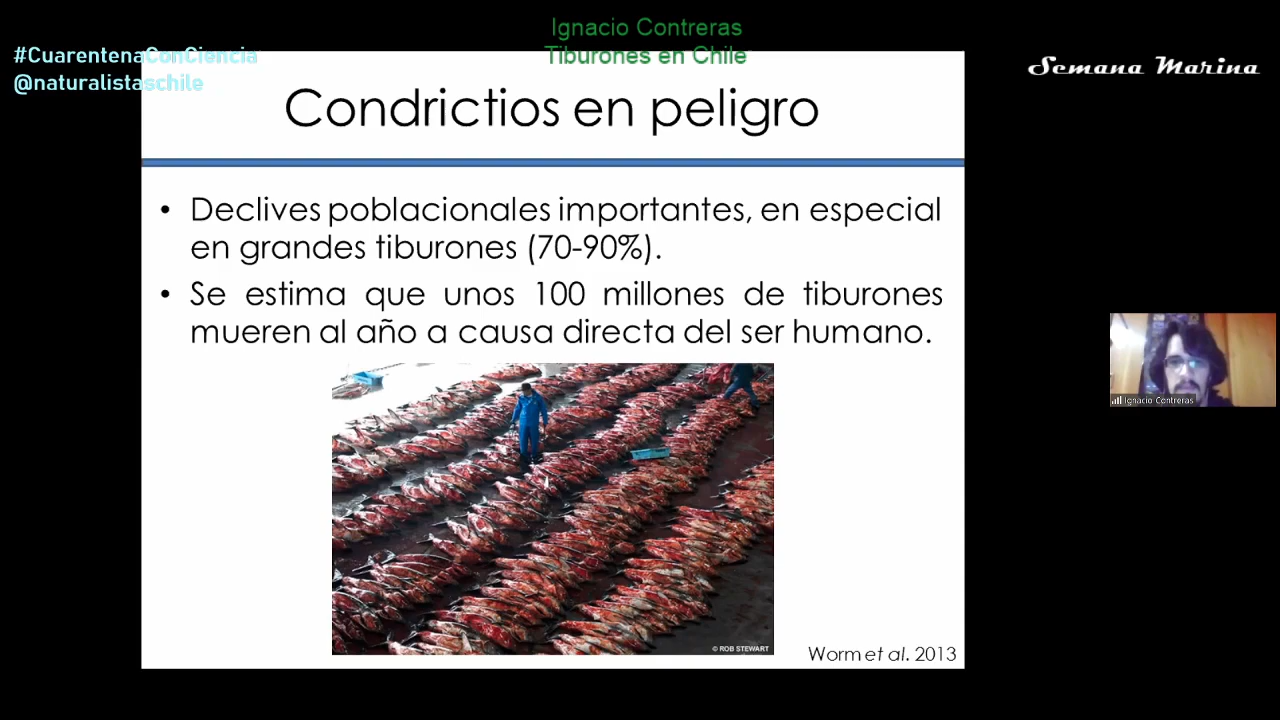 Ignacio Contreras
Tiburones en Chile
#CuarentenaConCiencia
@naturalistaschile
Semana Marina
Condrictios en peligro
• Declives poblacionales importantes, en especial
en grandes tiburones (70-90%).
• Se estima que unos 100 millones de tiburones
mueren al año a causa directa del ser humano.
Ignacio Contreras
© ROB STEWART
Worm et al. 2013